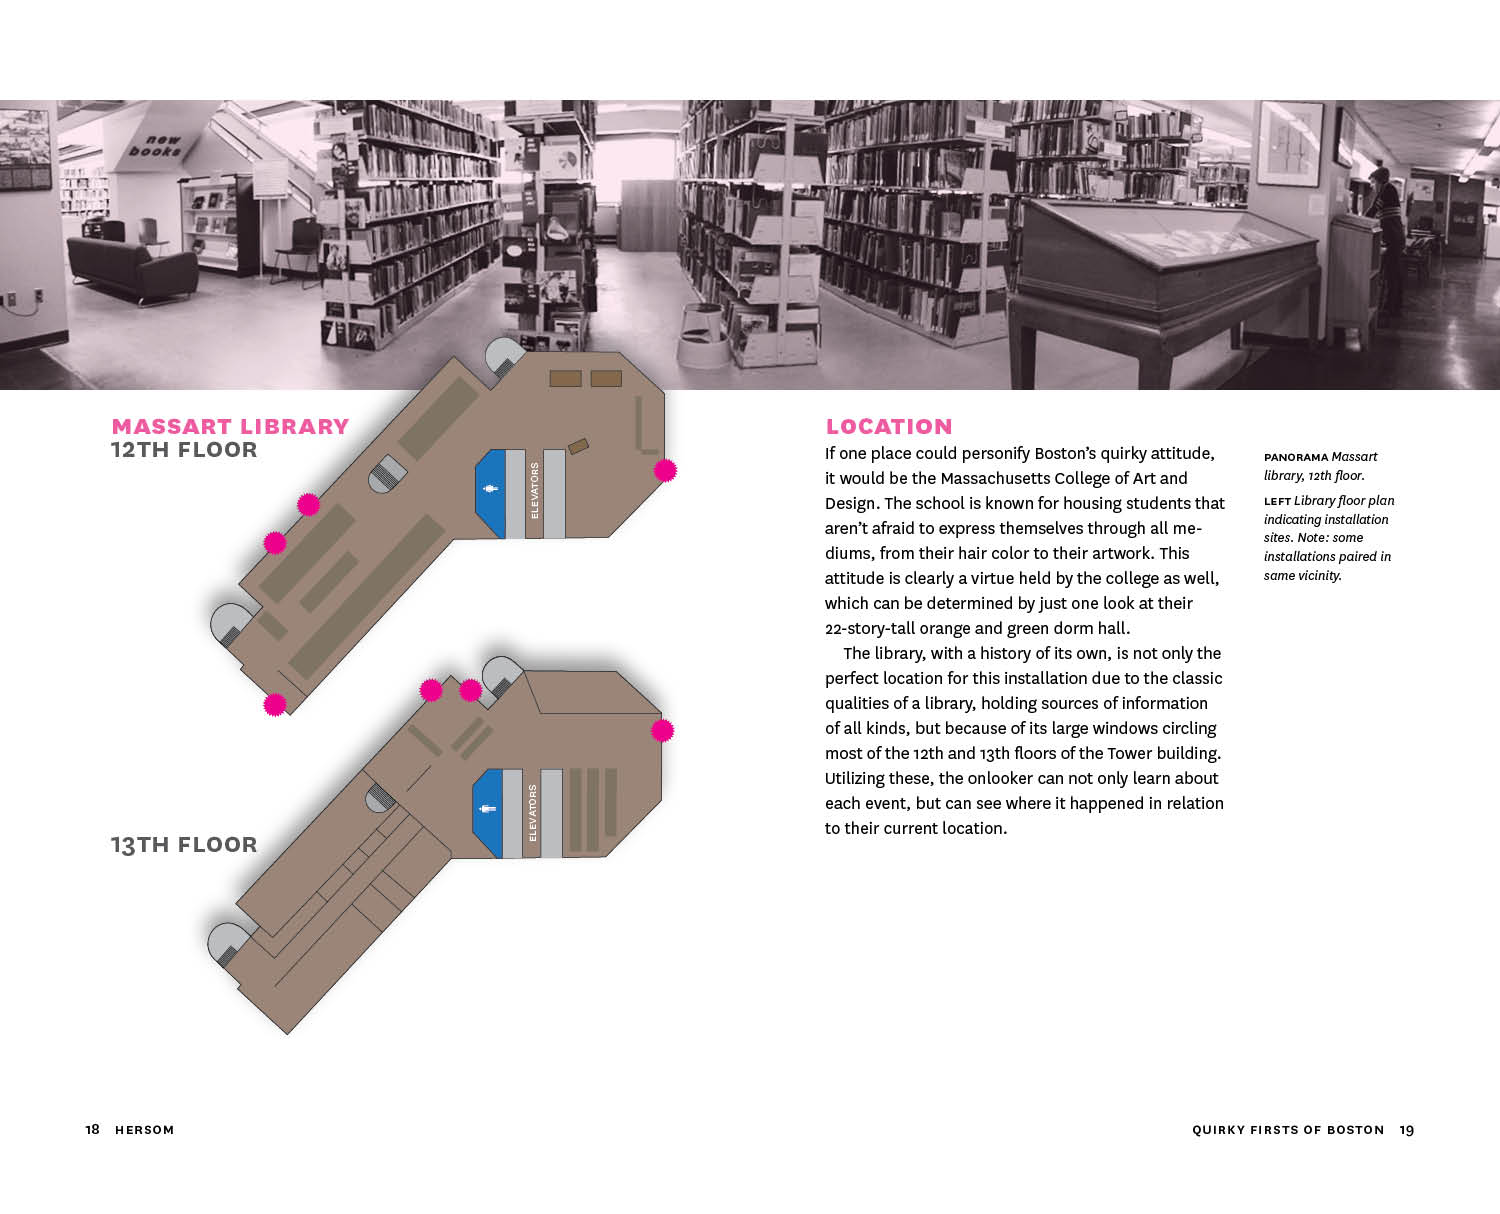 new
books
MASSART LIBRARY
12TH FLOOR
ELEVATORS
13TH FLOOR
ELEVATORS
LOCATION
If one place could personify Boston’s quirky attitude,
it would be the Massachusetts College of Art and
Design. The school is known for housing students that
aren’t afraid to express themselves through all me-
diums, from their hair color to their artwork. This
attitude is clearly a virtue held by the college as well,
which can be determined by just one look at their
22-story-tall orange and green dorm hall.
The library, with a history of its own, is not only the
perfect location for this installation due to the classic
qualities of a library, holding sources of information
of all kinds, but because of its large windows circling
most of the 12th and 13th floors of the Tower building.
Utilizing these, the onlooker can not only learn about
each event, but can see where it happened in relation
to their current location.
PANORAMA Massart
library, 12th floor.
LEFT Library floor plan
indicating installation
sites. Note: some
installations paired in
same vicinity.
18 HERSOM
QUIRKY FIRSTS OF BOSTON 19